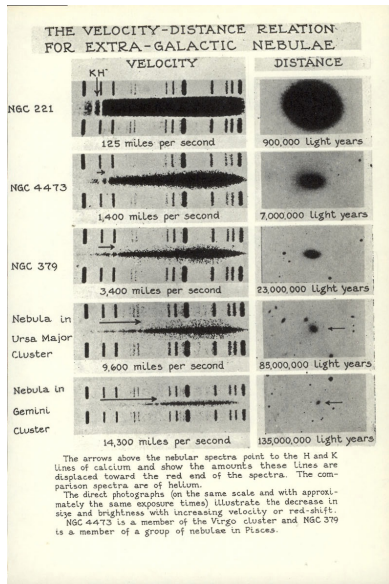 THE VELOCITY-DISTANCE RELATION
FOR EXTRA-GALACTIC NEBULAE
VELOCITY
DISTANCE
KH
NGC 221
125 miles per second
900,000 light years
NGC 4473
1,400 miles per second
7,000,000 light years
NGC 379
3,400 miles per second
23,000,000 light years
Nebula in
Ursa Major
Cluster
9,600 miles per second
85,000,000 light years
Nebula in
Gemini
Cluster
14,300 miles per second
135,000,000 light years
The arrows above the nebular spectra point to the H and K
lines of calcium and show the amounts these lines are
displaced toward the red end of the spectra. The com-
parison spectra are of helium.
The direct photographs (on the same scale and with approxi-
mately the same exposure times) illustrate the decrease in
size and brightness with increasing velocity or red-shift.
NGC 4473 is a member of the Virgo cluster and NGC 379
is a member of a group of nebulae in Pisces.